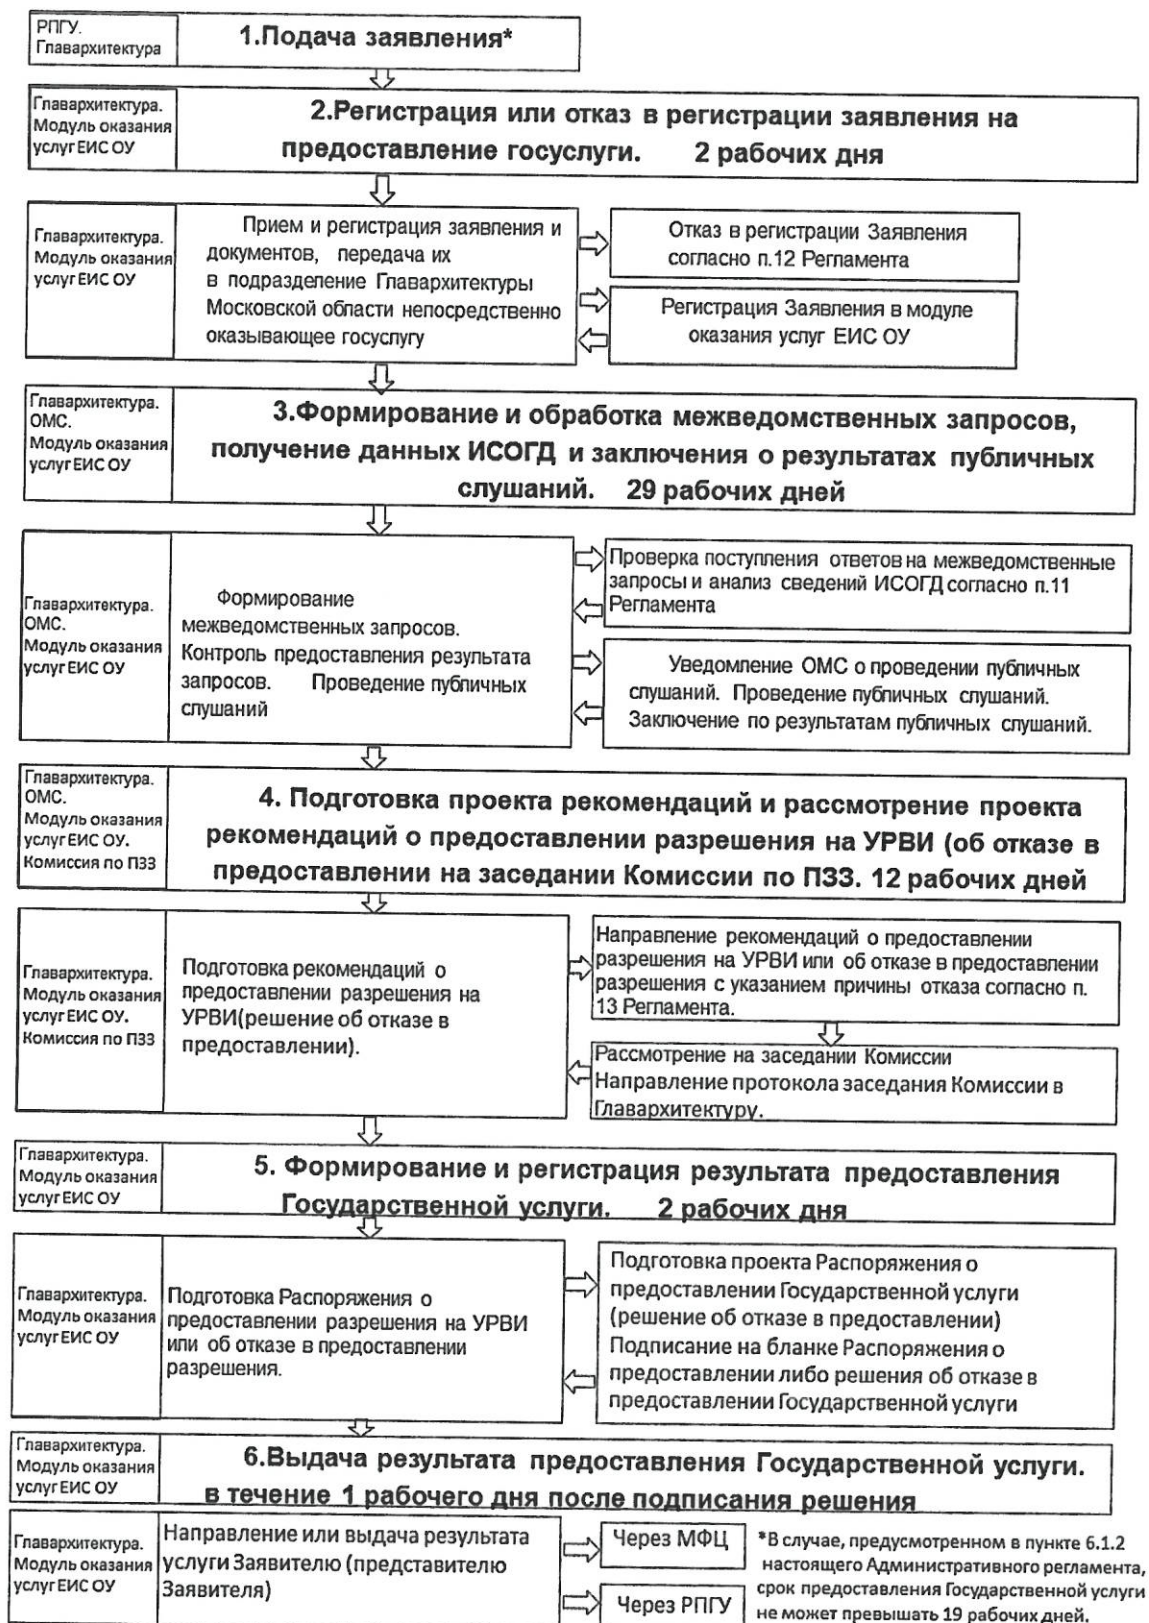 РПГУ.
Главархитектура
1.Подача заявления*
Главархитектура.
Модуль оказания
услуг ЕИС ОУ
2.Регистрация или отказ в регистрации заявления на
предоставление госуслуги. 2 рабочих дня
Главархитектура.
Модуль оказания
услуг ЕИС ОУ
Прием и регистрация заявления и
документов, передача их
в подразделение Главархитектуры
Московской области непосредственно
оказывающее госуслугу
Отказ в регистрации Заявления
согласно п.12 Регламента
Регистрация Заявления в модуле
оказания услуг ЕИС ОУ
Главархитектура.
ОМС.
Модуль оказания
услуг ЕИС ОУ
3.Формирование и обработка межведомственных запросов,
получение данных ИСОГД и заключения о результатах публичных
слушаний. 29 рабочих дней
Главархитектура.
ОМС.
Модуль оказания
услуг ЕИС ОУ
Формирование
межведомственных запросов.
Контроль предоставления результата
запросов. Проведение публичных
слушаний
Проверка поступления ответов на межведомственные
запросы и анализ сведений ИСОГД согласно п.11
Регламента
Уведомление ОМС о проведении публичных
слушаний. Проведение публичных слушаний.
Заключение по результатам публичных слушаний.
Главархитектура.
ОМС.
Модуль оказания
услуг ЕИС ОУ.
Комиссия по ПЗЗ
4. Подготовка проекта рекомендаций и рассмотрение проекта
рекомендаций о предоставлении разрешения на УРВИ (об отказе в
предоставлении на заседании Комиссии по ПЗЗ. 12 рабочих дней
Главархитектура.
Модуль оказания
услуг ЕИС ОУ.
Комиссия по ПЗЗ
Подготовка рекомендаций о
предоставлении разрешения на
УРВИ(решение об отказе в
предоставлении).
Направление рекомендаций о предоставлении
разрешения на УРВИ или об отказе в предоставлении
разрешения с указанием причины отказа согласно п.
13 Регламента.
Рассмотрение на заседании Комиссии
Направление протокола заседания Комиссии в
Главархитектуру.
Главархитектура.
Модуль оказания
услуг ЕИС ОУ
5. Формирование и регистрация результата предоставления
Государственной услуги. 2 рабочих дня
Главархитектура.
Модуль оказания
услуг ЕИС ОУ
Подготовка Распоряжения о
предоставлении разрешения на УРВИ
или об отказе в предоставлении
разрешения.
Подготовка проекта Распоряжения о
предоставлении Государственной услуги
(решение об отказе в предоставлении)
Подписание на бланке Распоряжения о
предоставлении либо решения об отказе в
предоставлении Государственной услуги
Главархитектура.
Модуль оказания
услуг ЕИС ОУ
6.Выдача результата предоставления Государственной услуги.
в течение 1 рабочего дня после подписания решения
Главархитектура.
Модуль оказания
услуг ЕИС ОУ
Направление или выдача результата
услуги Заявителю (представителю
Заявителя)
Через МФЦ
Через РПГУ
*В случае, предусмотренном в пункте 6.1.2
настоящего Административного регламента,
срок предоставления Государственной услуги
не может превышать 19 рабочих дней.